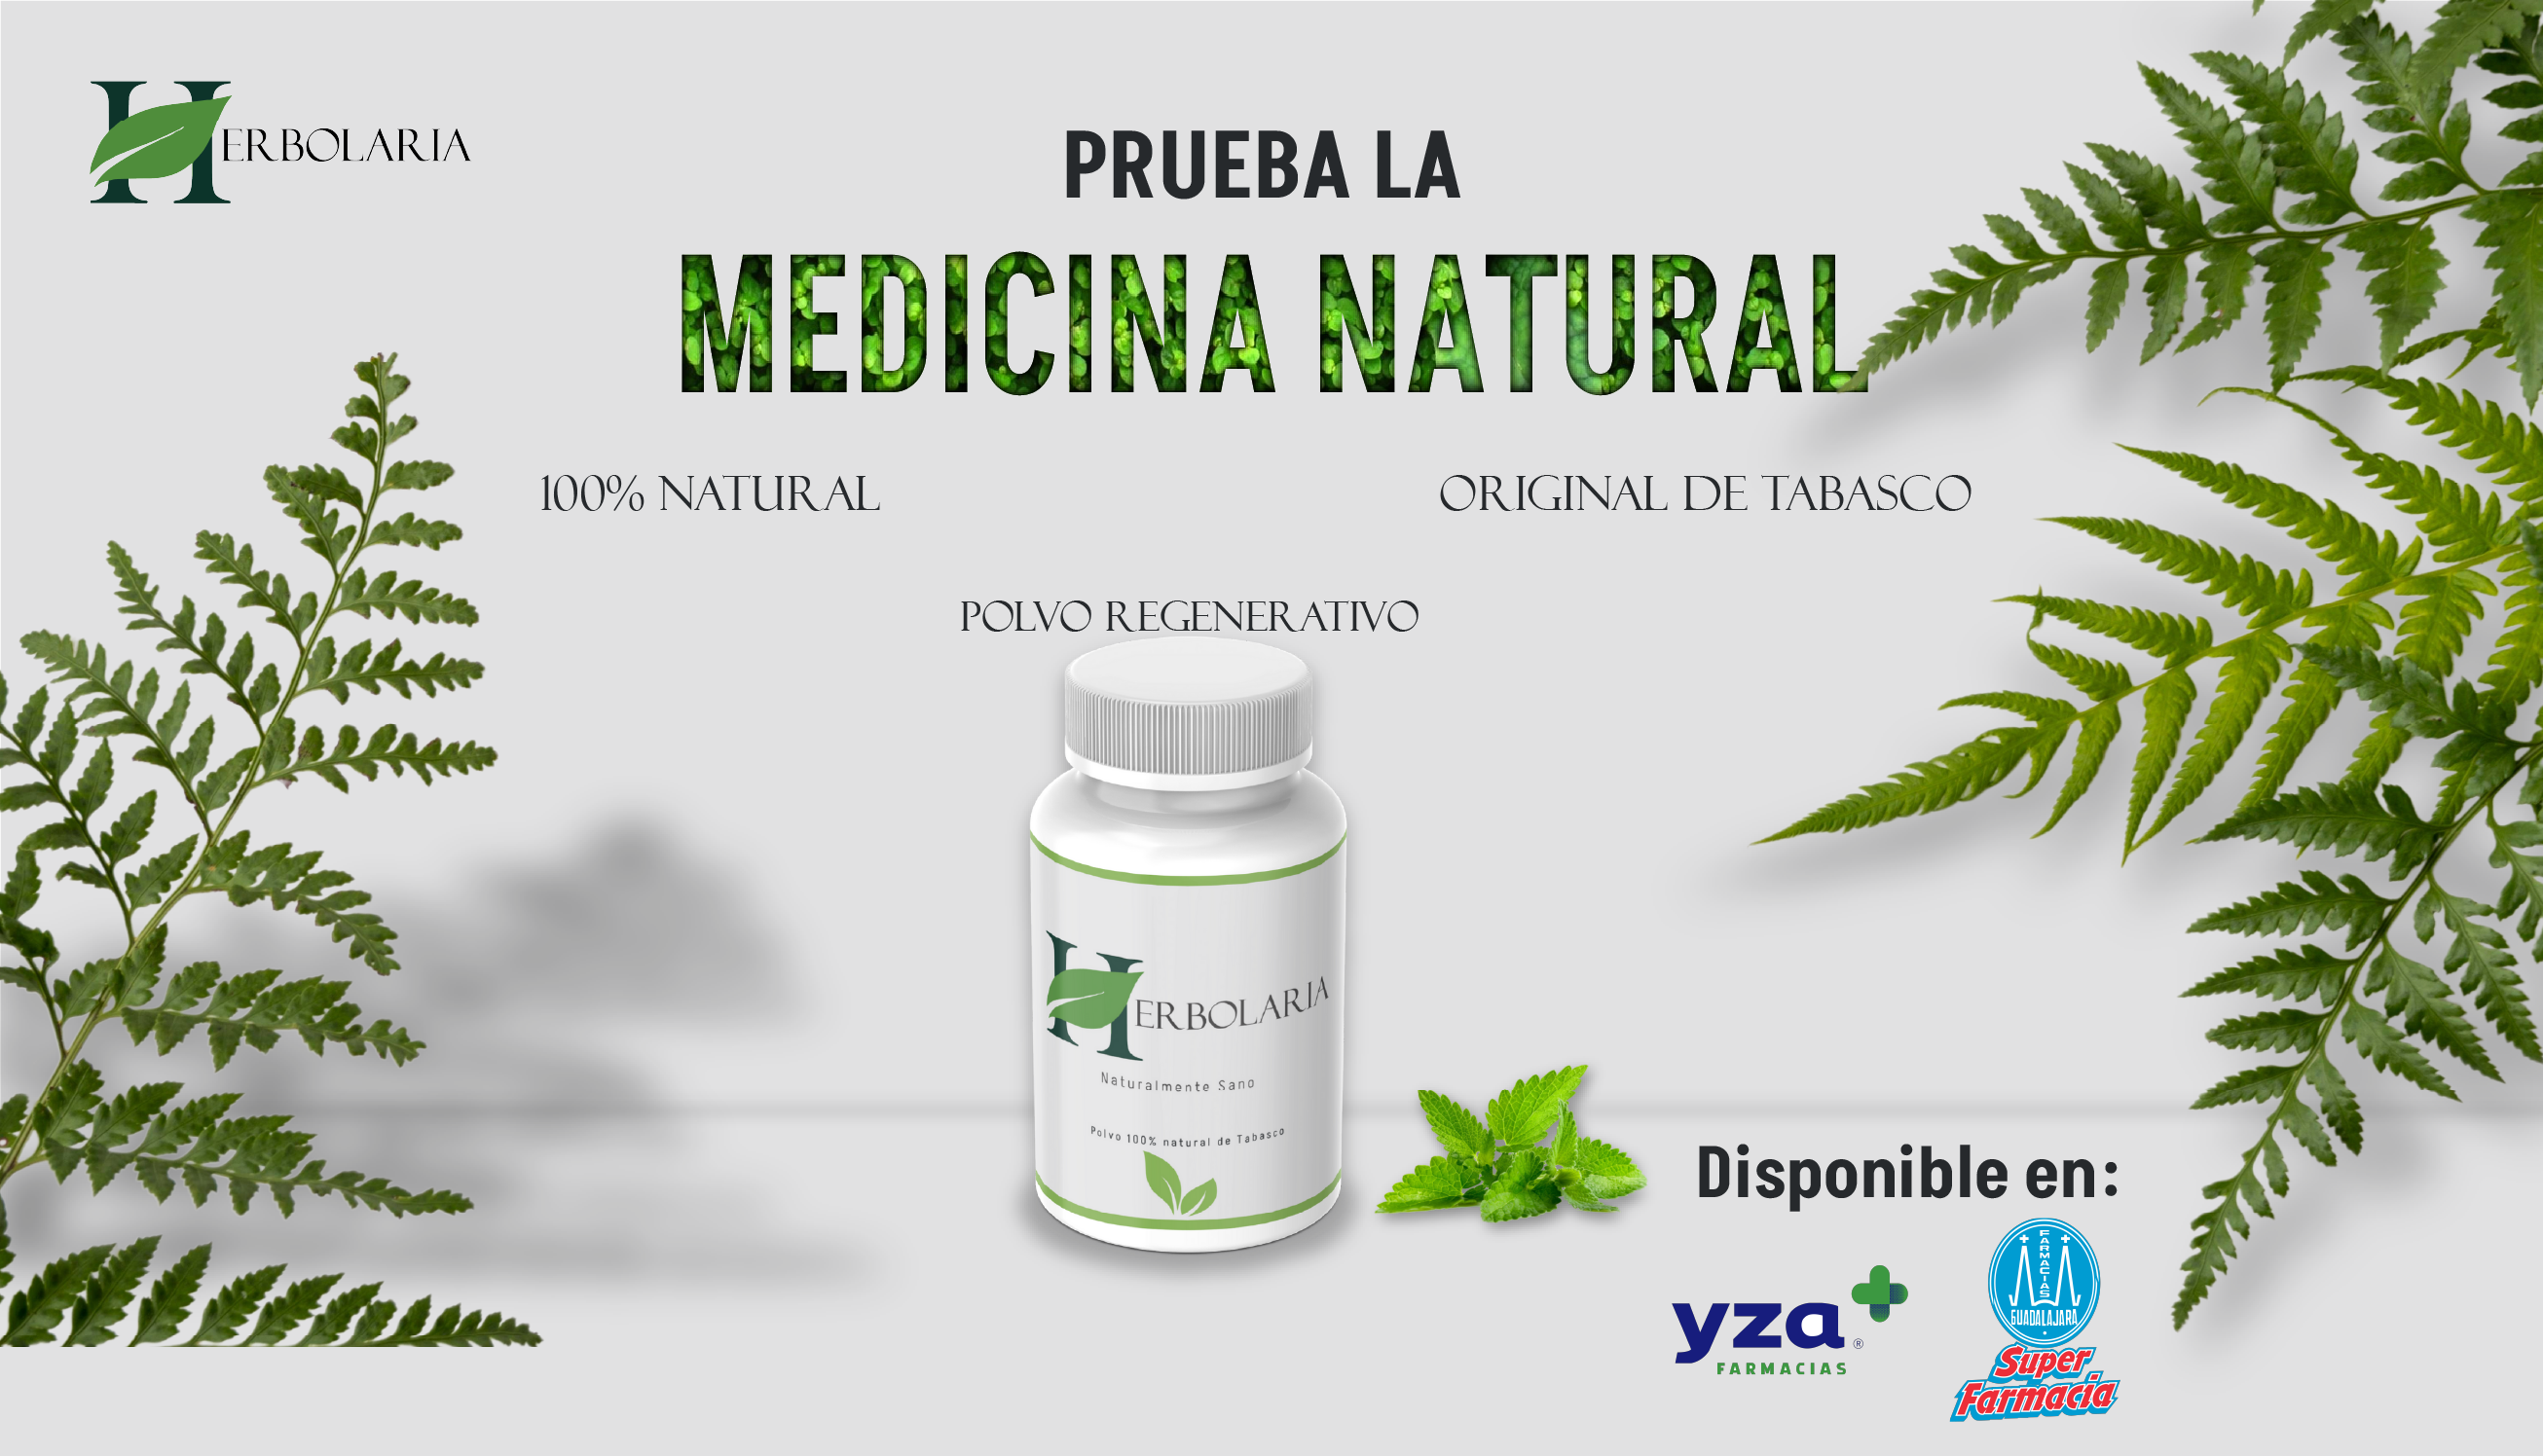 HERBOLARIA
PRUEBA LA
MEDICINA NATURAL
100% NATURAL
ORIGINAL DE TABASCO
POLVO REGENERATIVO
HERBOLARIA
Naturalmente Sano
Polvo 100% natural de Tabasco
Disponible en:
yza ®
FARMACIAS
FARMACIAS
GUADALAJARA
Super
Farmacia